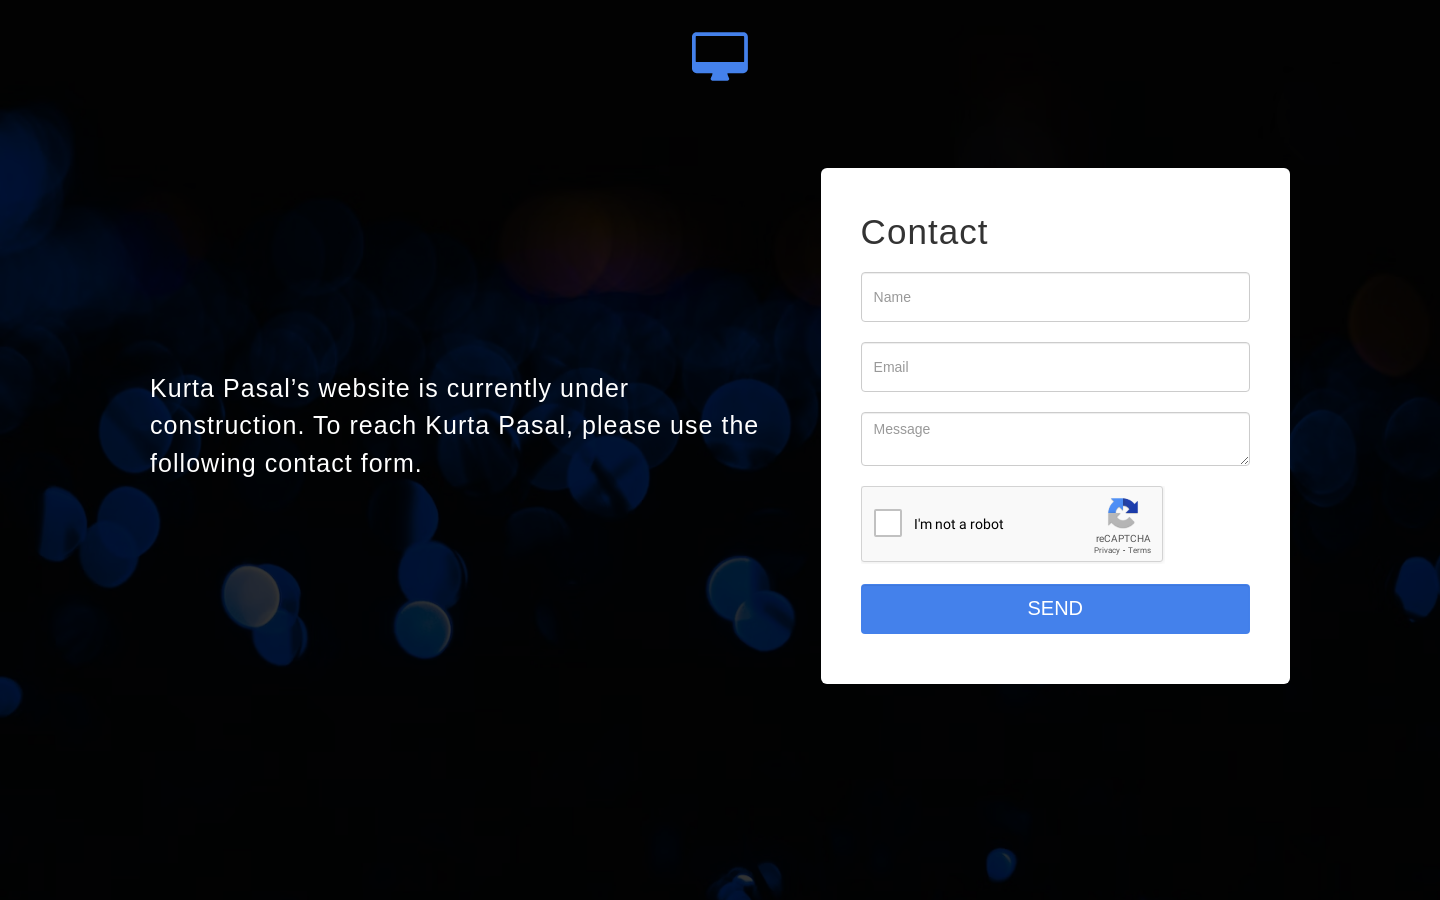 Kurta Pasal’s website is currently under
construction. To reach Kurta Pasal, please use the
following contact form.
Contact
Name
Email
Message
I'm not a robot
reCAPTCHA
Privacy - Terms
SEND